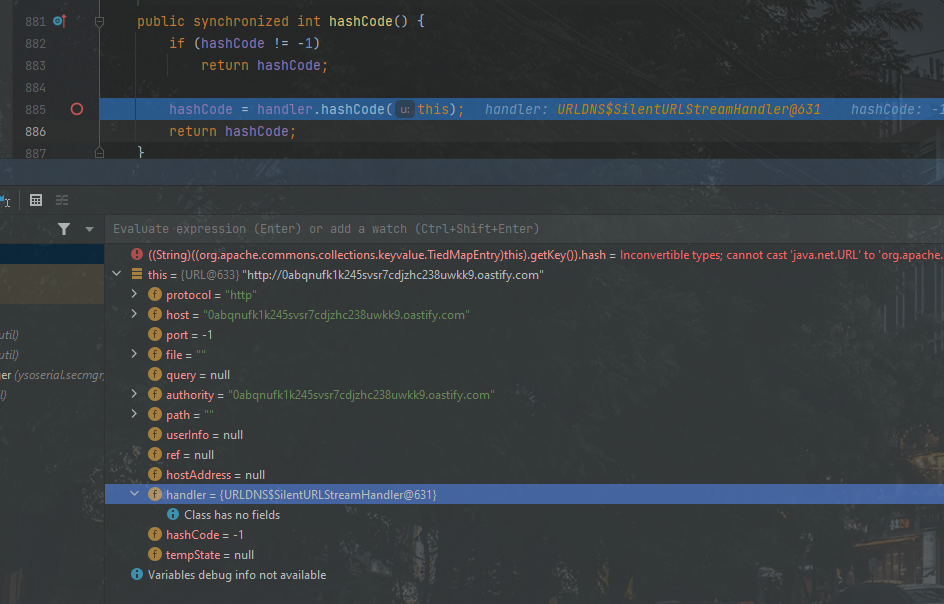 881 public synchronized int hashCode() {
882 if (hashCode != -1)
883 return hashCode;
884
885 hashCode = handler.hashCode( u: this); handler: URLDNS$SilentURLStreamHandler@631 hashCode: -1
886 return hashCode;
887 }
Evaluate expression (Enter) or add a watch (Ctrl+Shift+Enter)
((String)((org.apache.commons.collections.keyvalue.TiedMapEntry)this).getKey()).hash = Inconvertible types; cannot cast 'java.net.URL' to 'org.apache.
this = {URL@633} "http://0abqnufk1k245svsr7cdjzhc238uwkk9.oastify.com"
protocol = "http"
host = "0abqnufk1k245svsr7cdjzhc238uwkk9.oastify.com"
port = -1
util)
file = ""
util)
query = null
ger (ysoserial.secmgr,
authority = "0abqnufk1k245svsr7cdjzhc238uwkk9.oastify.com"
path = ""
userInfo = null
ref = null
hostAddress = null
handler = {URLDNS$SilentURLStreamHandler@631}
Class has no fields
hashCode = -1
tempState = null
Variables debug info not available